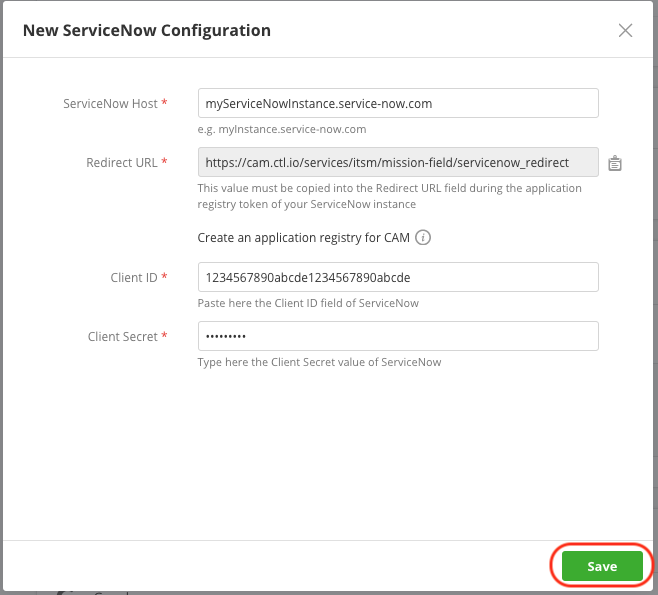 New ServiceNow Configuration
ServiceNow Host *
myServiceNowInstance.service-now.com
e.g. myInstance.service-now.com
Redirect URL *
https://cam.ctl.io/services/itsm/mission-field/servicenow_redirect
This value must be copied into the Redirect URL field during the application
registry token of your ServiceNow instance
Create an application registry for CAM
Client ID *
1234567890abcde1234567890abcde
Paste here the Client ID field of ServiceNow
Client Secret *
•••••••••
Type here the Client Secret value of ServiceNow
Save